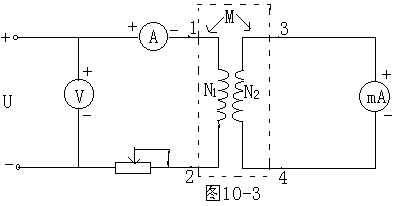 M
+ + A - 1 3
+ V - N₁ N₂ + mA -
U
- 2 4
图10-3